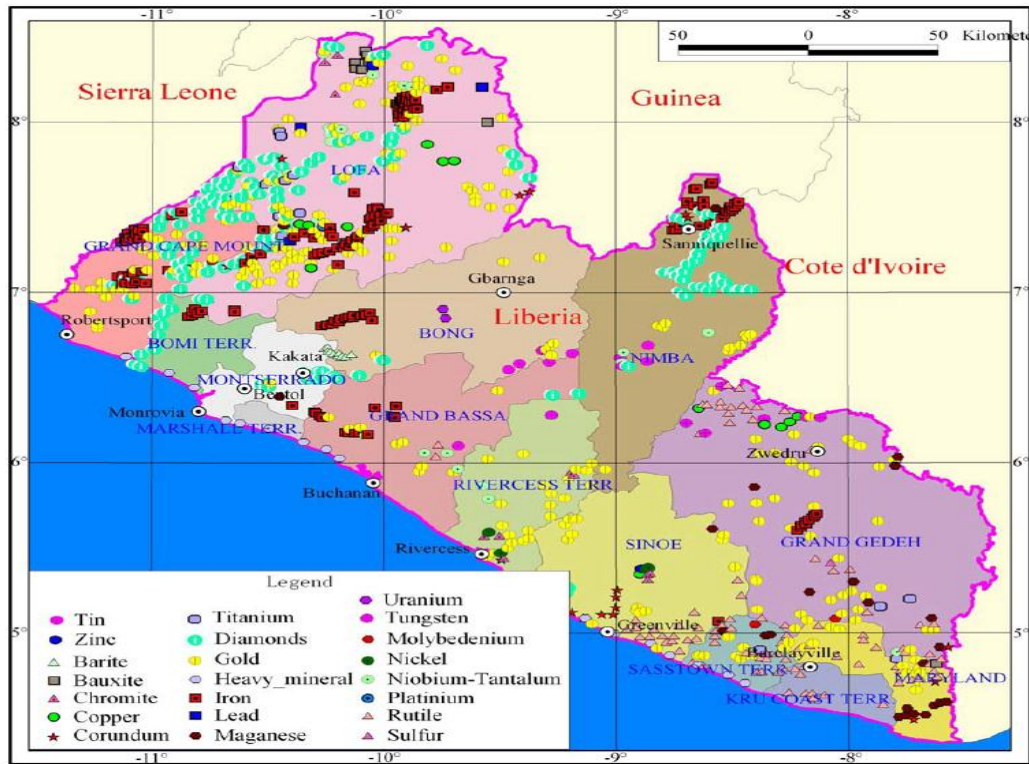 -11° -10° -9° -8°
50 0 50 Kilomete
Sierra Leone
Guinea
8° 8°
LOFA
GRAND CAPE MOUNT
Sanniquellie
Cote d'Ivoire
Gbarnga
7° 7°
Robertsport
Liberia
BONG
BOMI TERR.
Kakata
NIMBA
MONTSERRADO
Bentol
Monrovia
GRAND BASSA
MARSHALL TERR.
Zwedru
6° 6°
Buchanan
RIVERCESS TERR.
Rivercess
SINOE
GRAND GEDEH
Greenville
5° 5°
Barclayville
SASSTOWN TERR.
MARYLAND
KRU COAST TERR.
Legend
Tin
Zinc
Barite
Bauxite
Chromite
Copper
Corundum
Titanium
Diamonds
Gold
Heavy_mineral
Iron
Lead
Maganese
Uranium
Tungsten
Molybedenium
Nickel
Niobium-Tantalum
Platinium
Rutile
Sulfur
-11° -10° -9° -8°